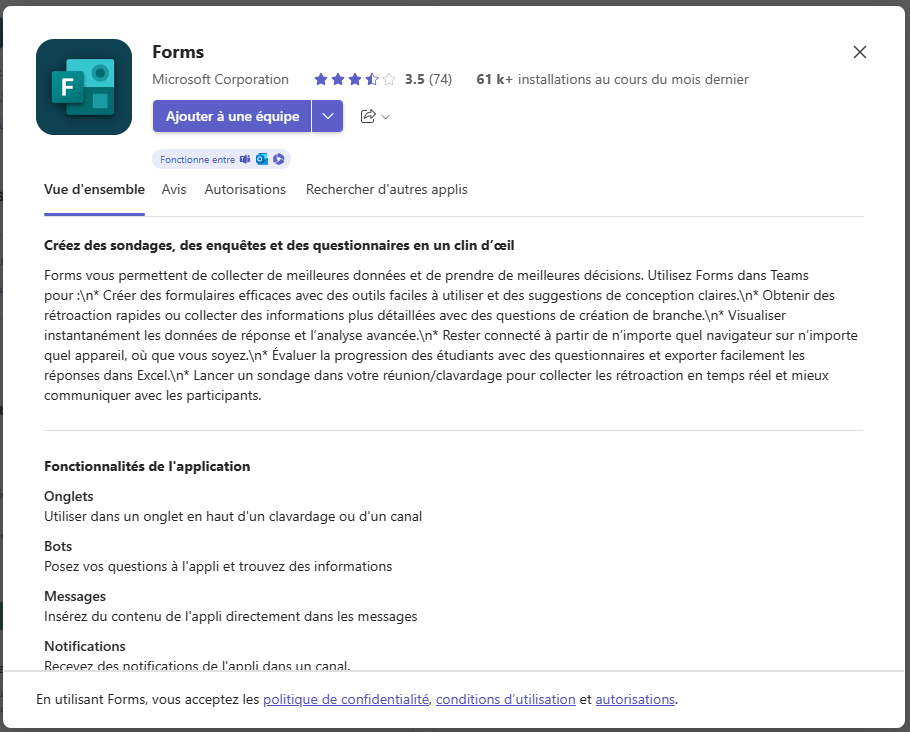 Forms
Microsoft Corporation 3.5 (74) 61 k+ installations au cours du mois dernier
F
Ajouter à une équipe
Fonctionne entre
Vue d'ensemble Avis Autorisations Rechercher d'autres applis
Créez des sondages, des enquêtes et des questionnaires en un clin d’œil
Forms vous permettent de collecter de meilleures données et de prendre de meilleures décisions. Utilisez Forms dans Teams
pour :\n* Créer des formulaires efficaces avec des outils faciles à utiliser et des suggestions de conception claires.\n* Obtenir des
rétroaction rapides ou collecter des informations plus détaillées avec des questions de création de branche.\n* Visualiser
instantanément les données de réponse et l’analyse avancée.\n* Rester connecté à partir de n’importe quel navigateur sur n’importe
quel appareil, où que vous soyez.\n* Évaluer la progression des étudiants avec des questionnaires et exporter facilement les
réponses dans Excel.\n* Lancer un sondage dans votre réunion/clavardage pour collecter les rétroaction en temps réel et mieux
communiquer avec les participants.
Fonctionnalités de l'application
Onglets
Utiliser dans un onglet en haut d'un clavardage ou d'un canal
Bots
Posez vos questions à l'appli et trouvez des informations
Messages
Insérez du contenu de l'appli directement dans les messages
Notifications
Recevez des notifications de l'appli dans un canal.
En utilisant Forms, vous acceptez les politique de confidentialité, conditions d’utilisation et autorisations.